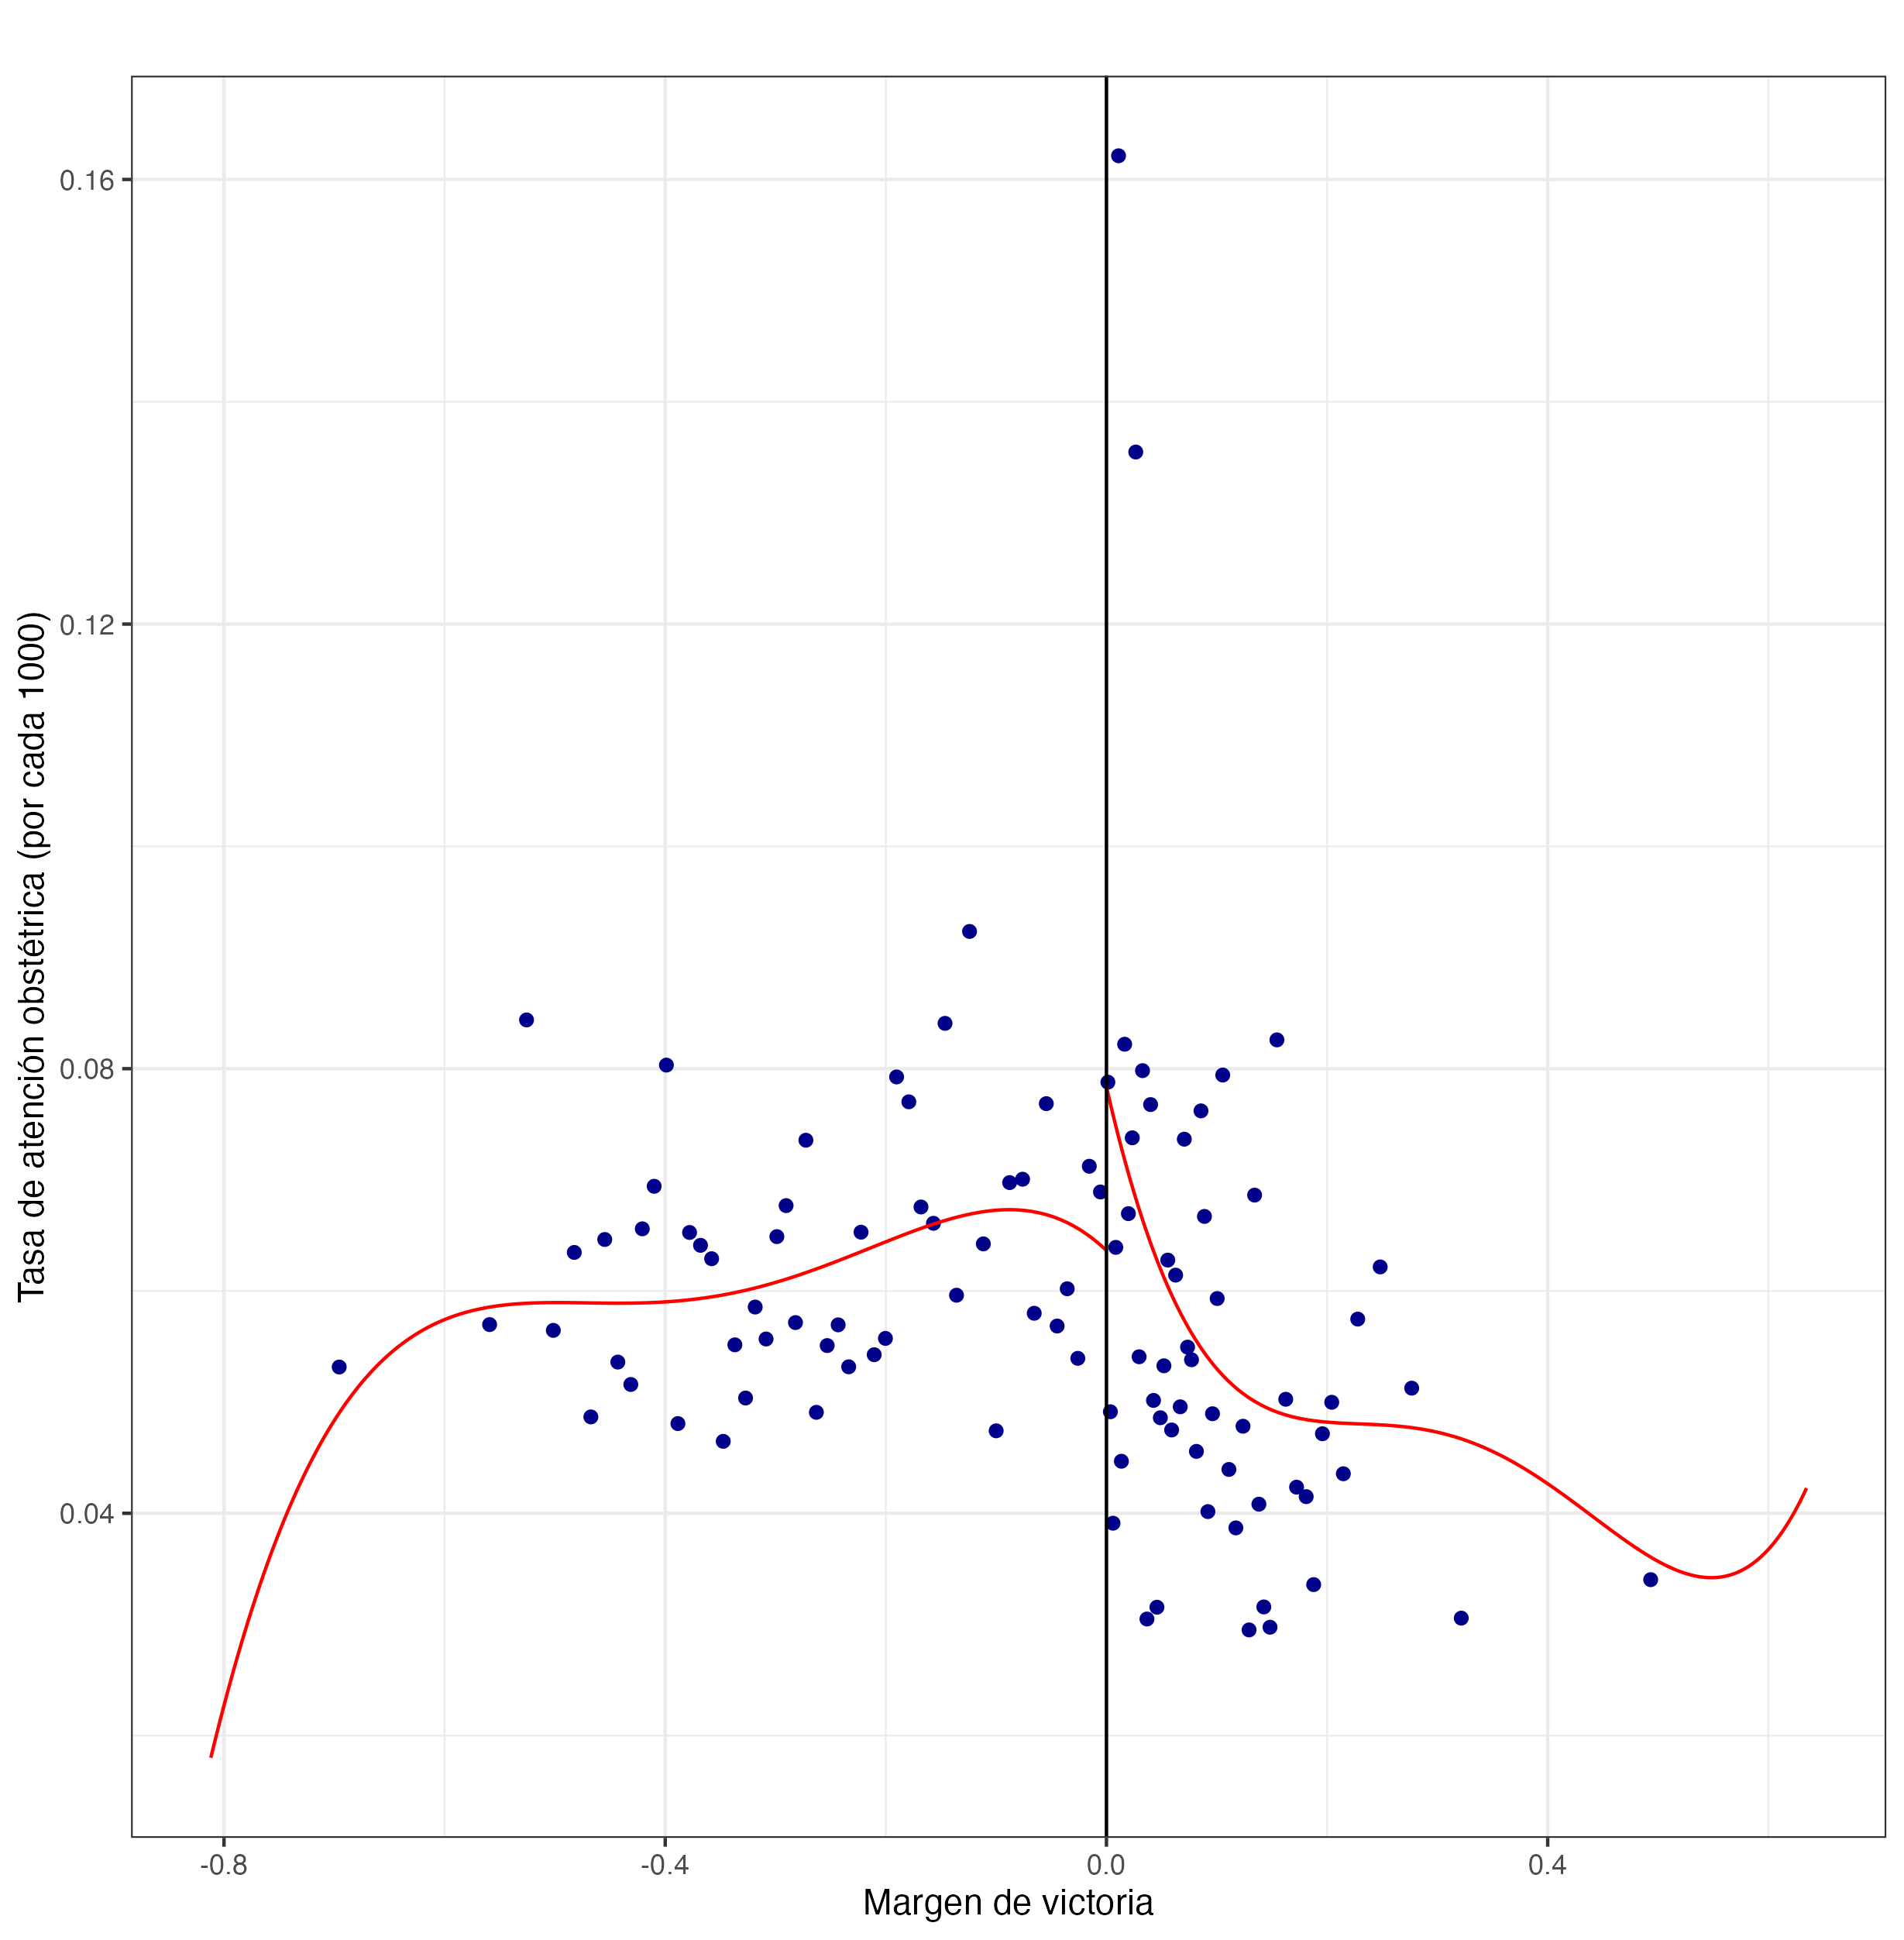 Tasa de atención obstétrica (por cada 1000)
0.16
0.12
0.08
0.04
-0.8 -0.4 0.0 0.4
Margen de victoria